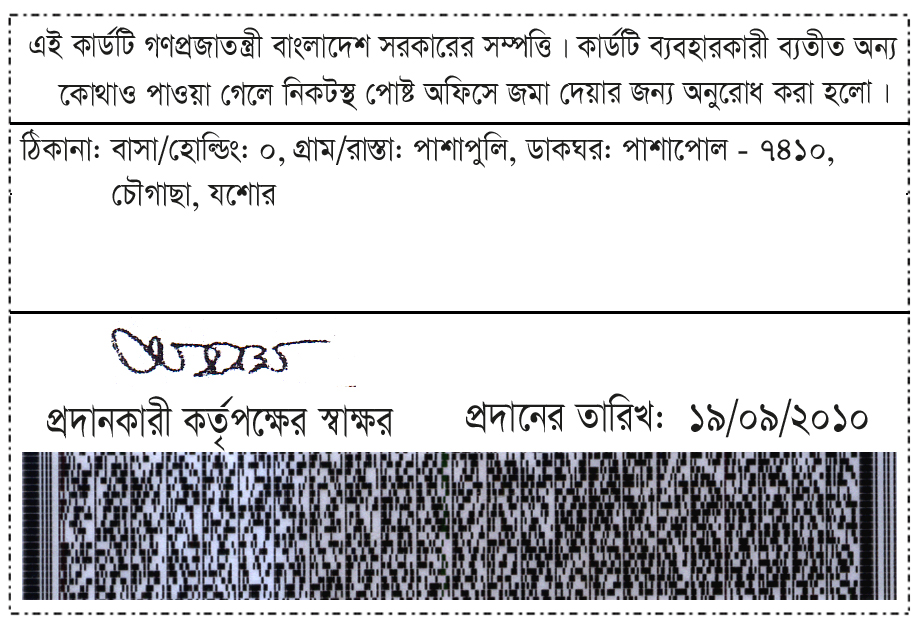 এই কার্ডটি গণপ্রজাতন্ত্রী বাংলাদেশ সরকারের সম্পত্তি। কার্ডটি ব্যবহারকারী ব্যতীত অন্য
কোথাও পাওয়া গেলে নিকটস্থ পোষ্ট অফিসে জমা দেয়ার জন্য অনুরোধ করা হলো।
ঠিকানা: বাসা/হোল্ডিং: ০, গ্রাম/রাস্তা: পাশাপুলি, ডাকঘর: পাশাপোল - ৭৪১০,
চৌগাছা, যশোর
প্রদানকারী কর্তৃপক্ষের স্বাক্ষর প্রদানের তারিখ: ১৯/০৯/২০১০